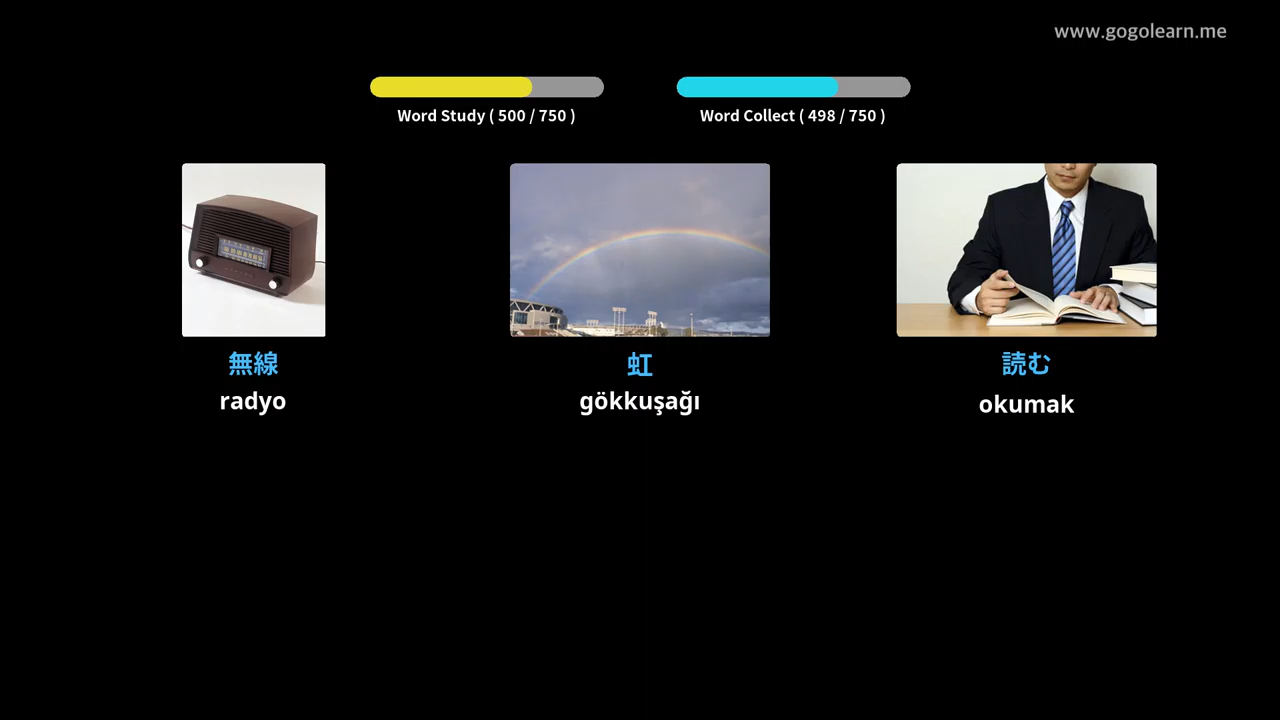 www.gogolearn.me
Word Study ( 500 / 750 )
Word Collect ( 498 / 750 )
無線
radyo
虹
gökkuşağı
読む
okumak